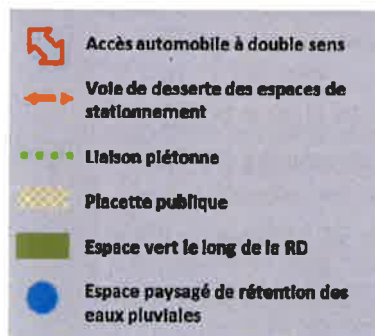 Accès automobile à double sens
Voie de desserte des espaces de
stationnement
Liaison piétonne
Placette publique
Espace vert le long de la RD
Espace paysagé de rétention des
eaux pluviales